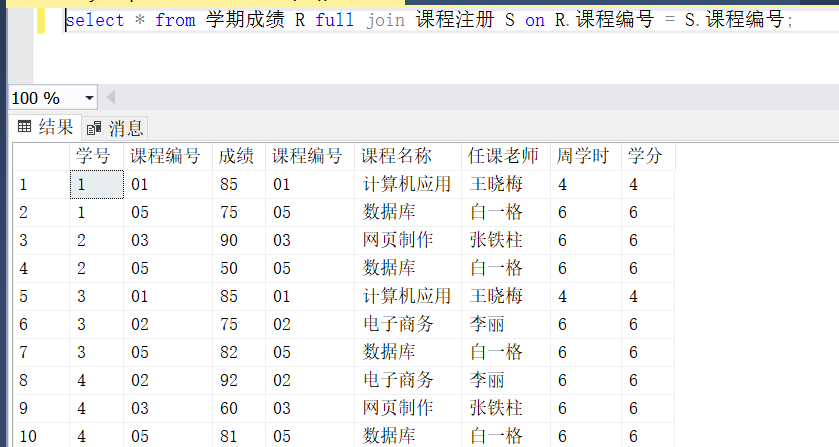 select * from 学期成绩 R full join 课程注册 S on R.课程编号 = S.课程编号;
100 %
结果 消息
学号 课程编号 成绩 课程编号 课程名称 任课老师 周学时 学分
1 1 01 85 01 计算机应用 王晓梅 4 4
2 1 05 75 05 数据库 白一格 6 6
3 2 03 90 03 网页制作 张铁柱 6 6
4 2 05 50 05 数据库 白一格 6 6
5 3 01 85 01 计算机应用 王晓梅 4 4
6 3 02 75 02 电子商务 李丽 6 6
7 3 05 82 05 数据库 白一格 6 6
8 4 02 92 02 电子商务 李丽 6 6
9 4 03 60 03 网页制作 张铁柱 6 6
10 4 05 81 05 数据库 白一格 6 6